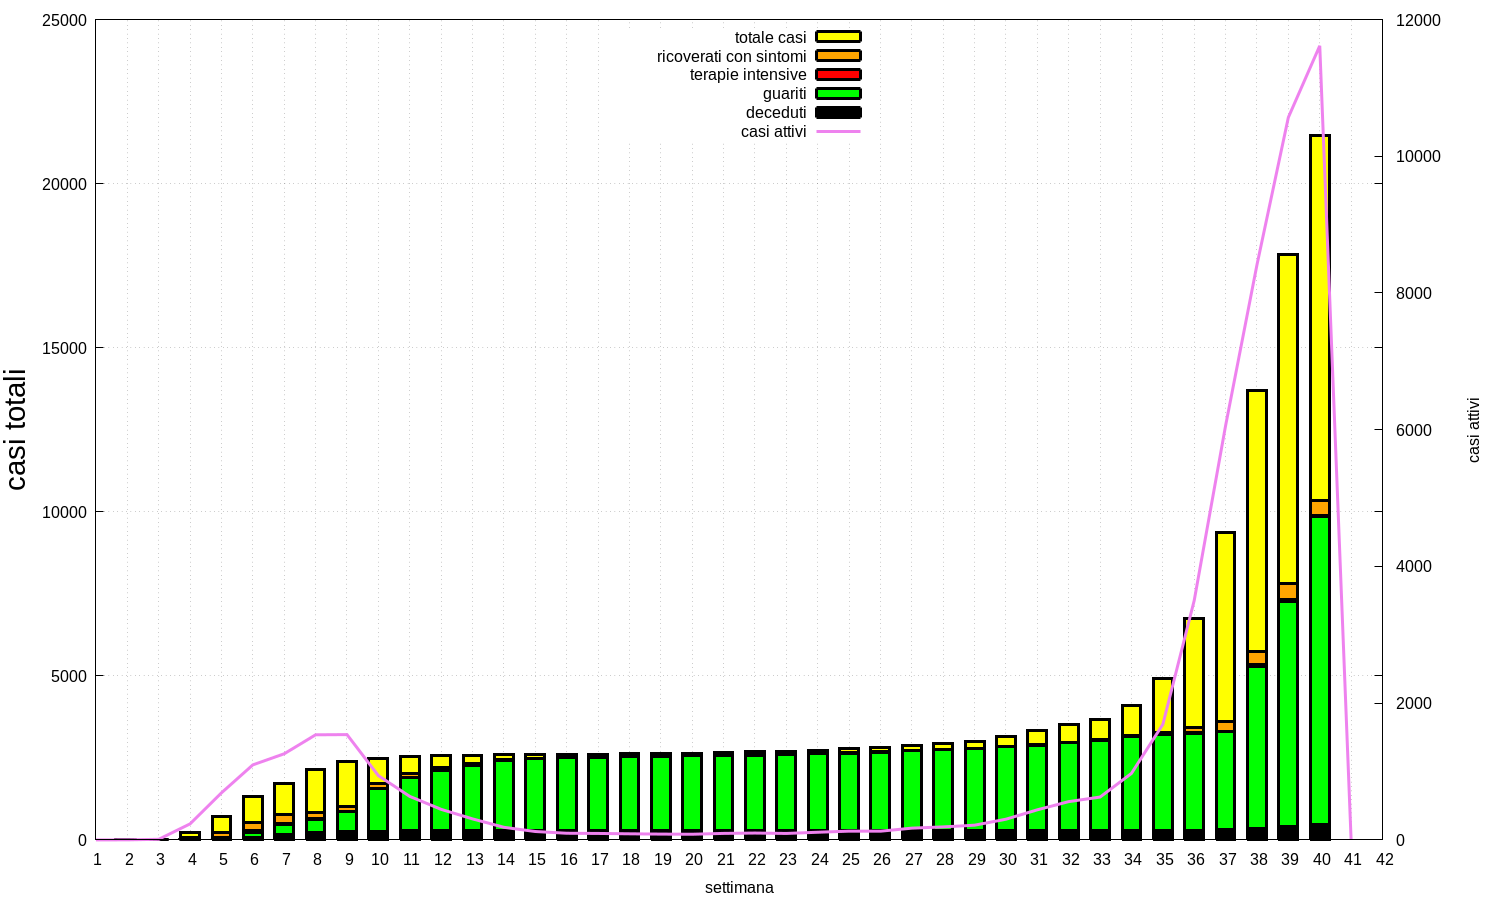 25000
20000
15000
10000
5000
0
casi totali
totale casi
ricoverati con sintomi
terapie intensive
guariti
deceduti
casi attivi
12000
10000
8000
6000
4000
2000
0
casi attivi
1 2 3 4 5 6 7 8 9 10 11 12 13 14 15 16 17 18 19 20 21 22 23 24 25 26 27 28 29 30 31 32 33 34 35 36 37 38 39 40 41 42
settimana